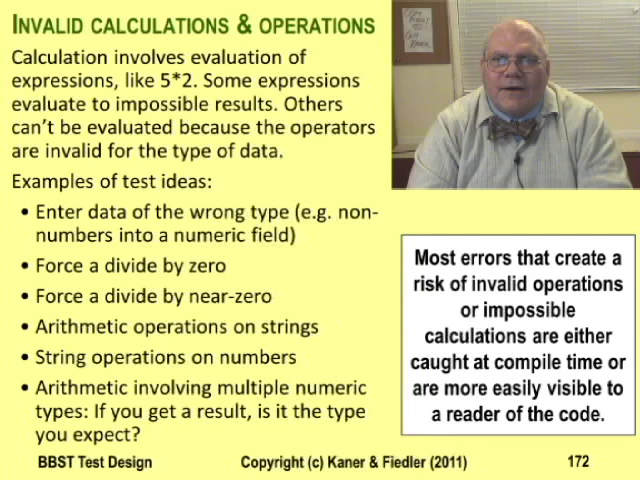 INVALID CALCULATIONS & OPERATIONS
Calculation involves evaluation of
expressions, like 5*2. Some expressions
evaluate to impossible results. Others
can't be evaluated because the operators
are invalid for the type of data.
Examples of test ideas:
• Enter data of the wrong type (e.g. non-
numbers into a numeric field)
• Force a divide by zero
• Force a divide by near-zero
• Arithmetic operations on strings
• String operations on numbers
• Arithmetic involving multiple numeric
types: If you get a result, is it the type
you expect?
Most errors that create a
risk of invalid operations
or impossible
calculations are either
caught at compile time or
are more easily visible to
a reader of the code.
BBST Test Design
Copyright (c) Kaner & Fiedler (2011)
172